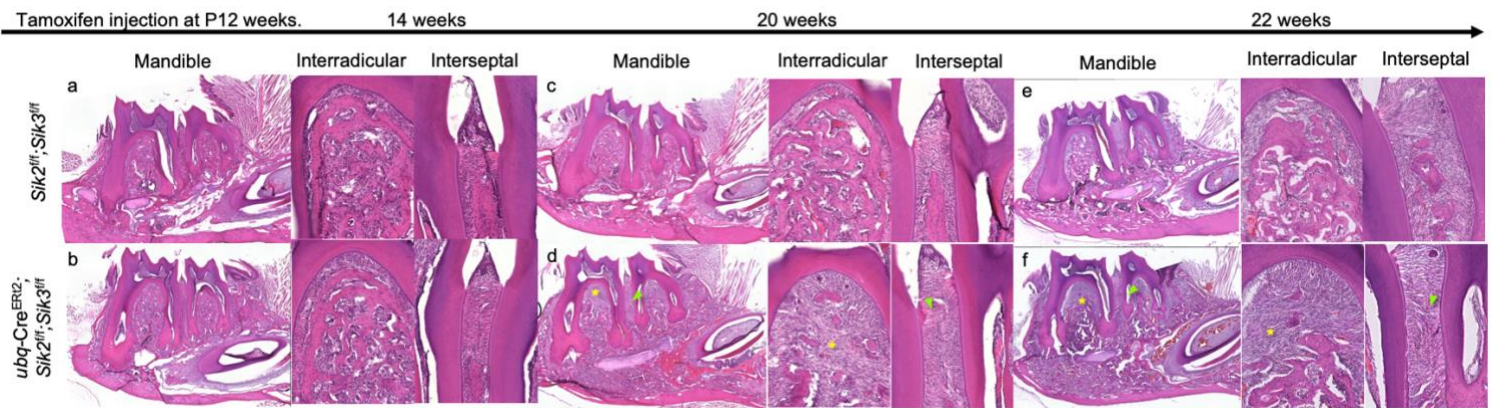 Tamoxifen injection at P12 weeks. 14 weeks 20 weeks 22 weeks
Mandible Interradicular Interseptal Mandible Interradicular Interseptal Mandible Interradicular Interseptal
a c e
Sik2f/f;Sik3f/f
b d f
ubq-CreERt2;
Sik2f/f;Sik3f/f